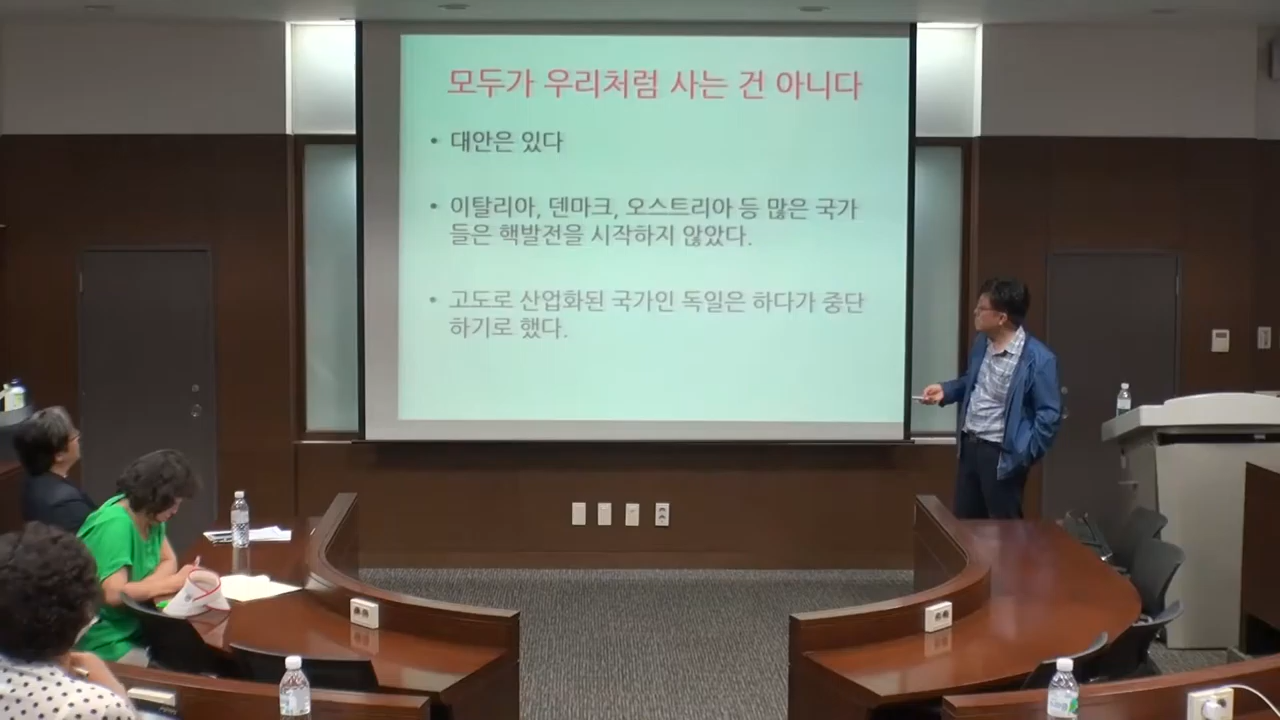 모두가 우리처럼 사는 건 아니다
• 대안은 있다
• 이탈리아, 덴마크, 오스트리아 등 많은 국가
들은 핵발전을 시작하지 않았다.
• 고도로 산업화된 국가인 독일은 하다가 중단
하기로 했다.